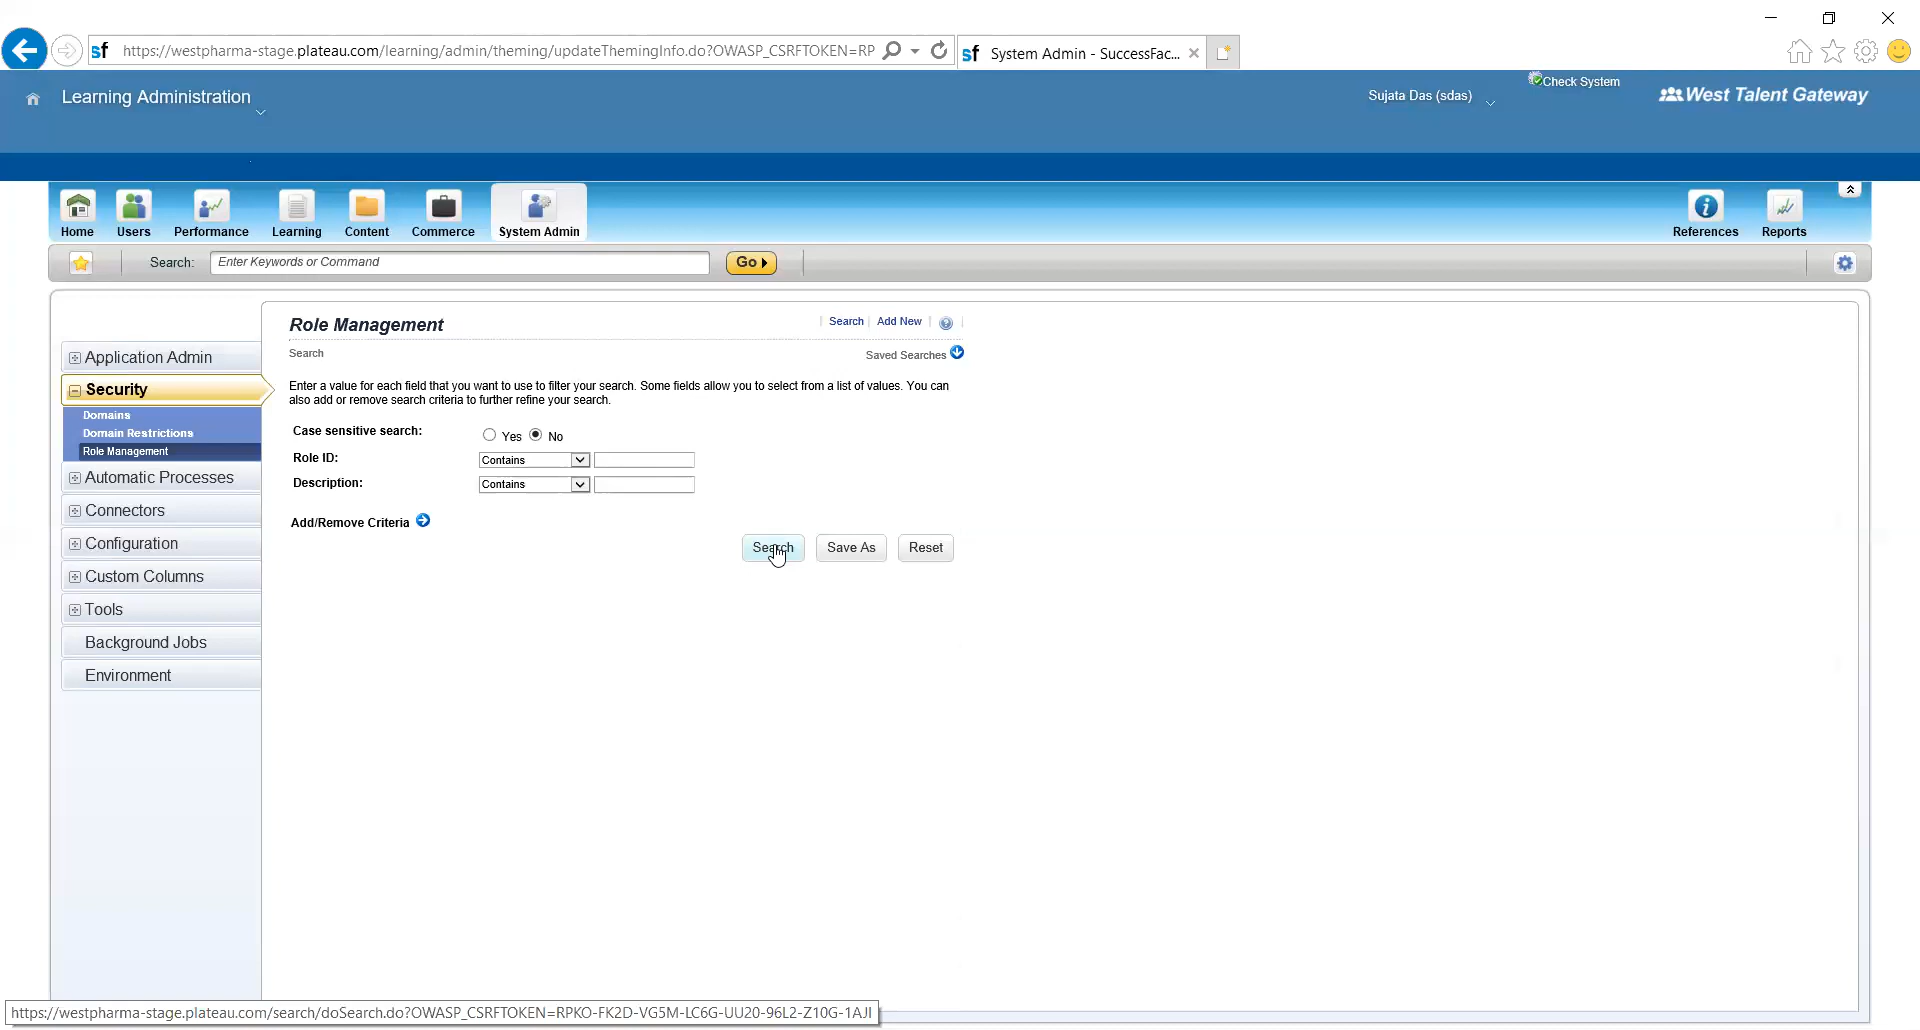 sf https://westpharma-stage.plateau.com/learning/admin/theming/updateThemingInfo.do?OWASP_CSRFTOKEN=RP
sf System Admin - SuccessFac...
Learning Administration
Sujata Das (sdas)
Check System
West Talent Gateway
Home
Users
Performance
Learning
Content
Commerce
System Admin
References
Reports
Search:
Enter Keywords or Command
Go
Role Management
Search
Add New
Search
Saved Searches
Enter a value for each field that you want to use to filter your search. Some fields allow you to select from a list of values. You can
also add or remove search criteria to further refine your search.
Case sensitive search:
Yes
No
Role ID:
Contains
Description:
Contains
Add/Remove Criteria
Search
Save As
Reset
Application Admin
Security
Domains
Domain Restrictions
Role Management
Automatic Processes
Connectors
Configuration
Custom Columns
Tools
Background Jobs
Environment
https://westpharma-stage.plateau.com/search/doSearch.do?OWASP_CSRFTOKEN=RPKO-FK2D-VG5M-LC6G-UU20-96L2-Z10G-1AJI